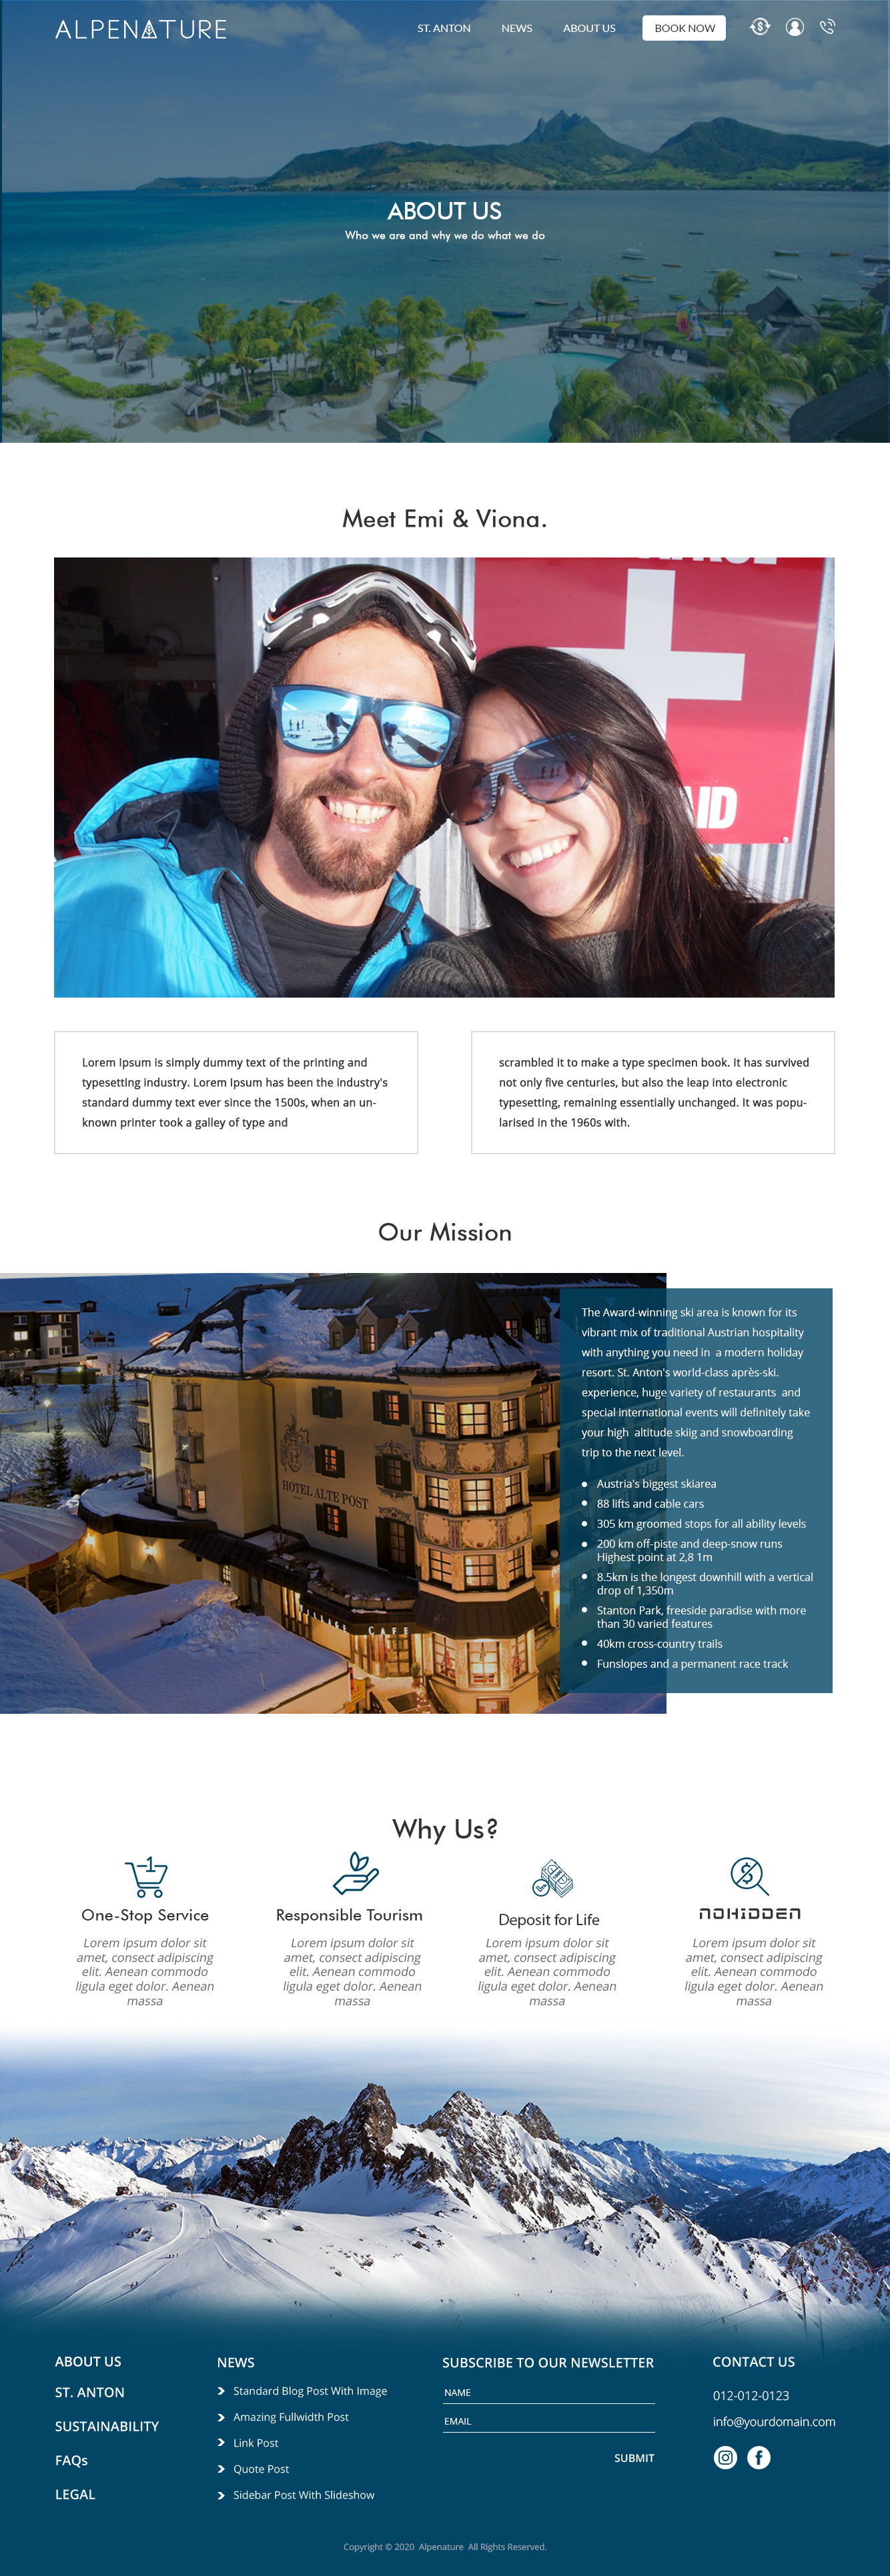 ALPENATURE
ST. ANTON NEWS ABOUT US BOOK NOW
ABOUT US
Who we are and why we do what we do
Meet Emi & Viona.
AID
Lorem Ipsum is simply dummy text of the printing and
typesetting industry. Lorem Ipsum has been the industry's
standard dummy text ever since the 1500s, when an un-
known printer took a galley of type and
scrambled it to make a type specimen book. It has survived
not only five centuries, but also the leap into electronic
typesetting, remaining essentially unchanged. It was popu-
larised in the 1960s with.
Our Mission
HOTEL ALTE POST
CAFE
The Award-winning ski area is known for its
vibrant mix of traditional Austrian hospitality
with anything you need in a modern holiday
resort. St. Anton's world-class après-ski.
experience, huge variety of restaurants and
special international events will definitely take
your high altitude skiig and snowboarding
trip to the next level.
Austria's biggest skiarea
88 lifts and cable cars
305 km groomed stops for all ability levels
200 km off-piste and deep-snow runs
Highest point at 2,8 1m
8.5km is the longest downhill with a vertical
drop of 1,350m
Stanton Park, freeside paradise with more
than 30 varied features
40km cross-country trails
Funslopes and a permanent race track
Why Us?
One-Stop Service
Lorem ipsum dolor sit
amet, consect adipiscing
elit. Aenean commodo
ligula eget dolor. Aenean
massa
Responsible Tourism
Lorem ipsum dolor sit
amet, consect adipiscing
elit. Aenean commodo
ligula eget dolor. Aenean
massa
Deposit for Life
Lorem ipsum dolor sit
amet, consect adipiscing
elit. Aenean commodo
ligula eget dolor. Aenean
massa
NOHIDDEN
Lorem ipsum dolor sit
amet, consect adipiscing
elit. Aenean commodo
ligula eget dolor. Aenean
massa
ABOUT US
ST. ANTON
SUSTAINABILITY
FAQs
LEGAL
NEWS
Standard Blog Post With Image
Amazing Fullwidth Post
Link Post
Quote Post
Sidebar Post With Slideshow
SUBSCRIBE TO OUR NEWSLETTER
NAME
EMAIL
SUBMIT
CONTACT US
012-012-0123
info@yourdomain.com
Copyright © 2020 Alpenature All Rights Reserved.